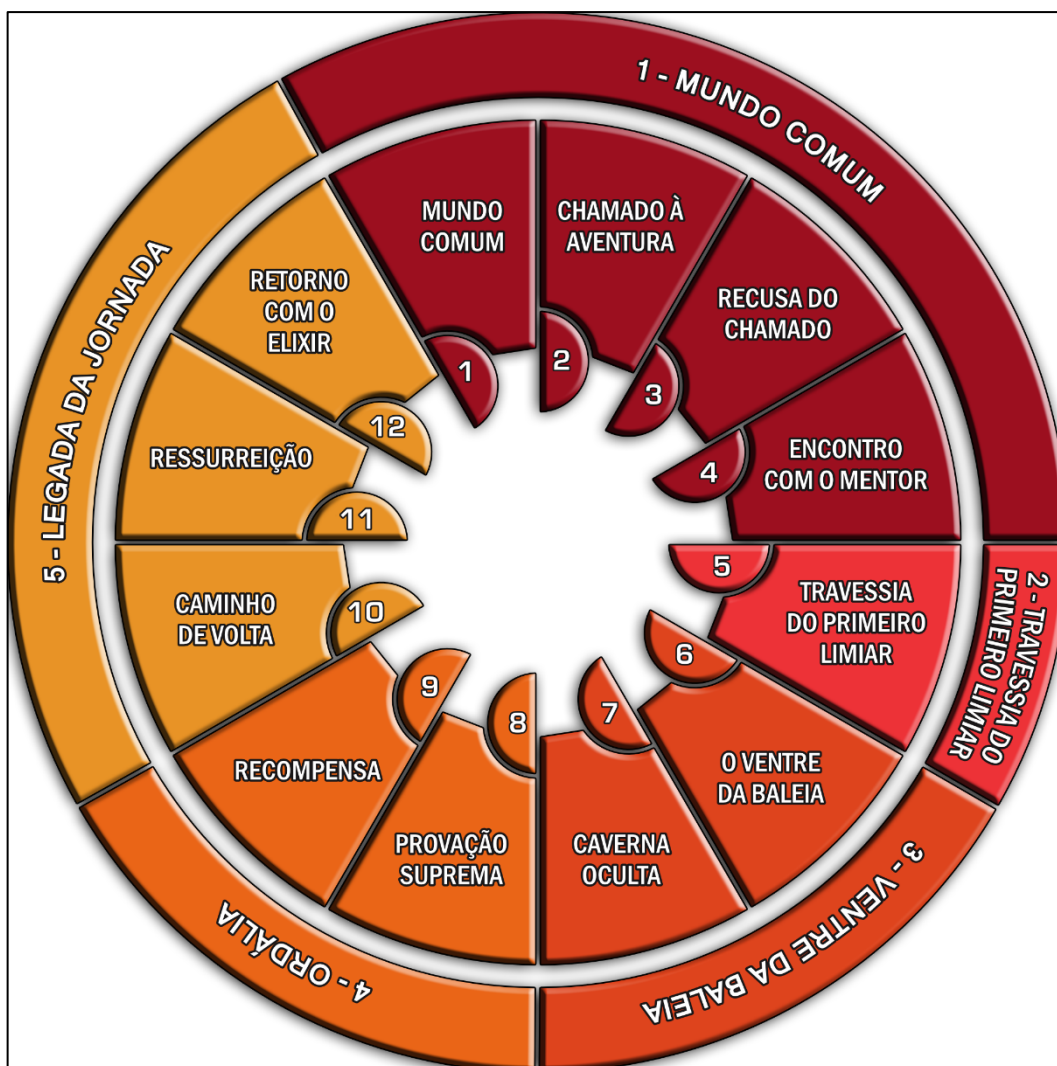 1 - MUNDO COMUM
MUNDO
COMUM
1
CHAMADO À
AVENTURA
2
RECUSA DO
CHAMADO
3
ENCONTRO
COM O MENTOR
4
2 - TRAVESSIA DO
PRIMEIRO LIMIAR
TRAVESSIA
DO PRIMEIRO
LIMIAR
5
3 - VENTRE DA BALEIA
O VENTRE
DA BALEIA
6
CAVERNA
OCULTA
7
4 - ORDÁLIA
PROVAÇÃO
SUPREMA
8
RECOMPENSA
9
5 - LEGADA DA JORNADA
CAMINHO
DE VOLTA
10
RESSURREIÇÃO
11
RETORNO
COM O
ELIXIR
12